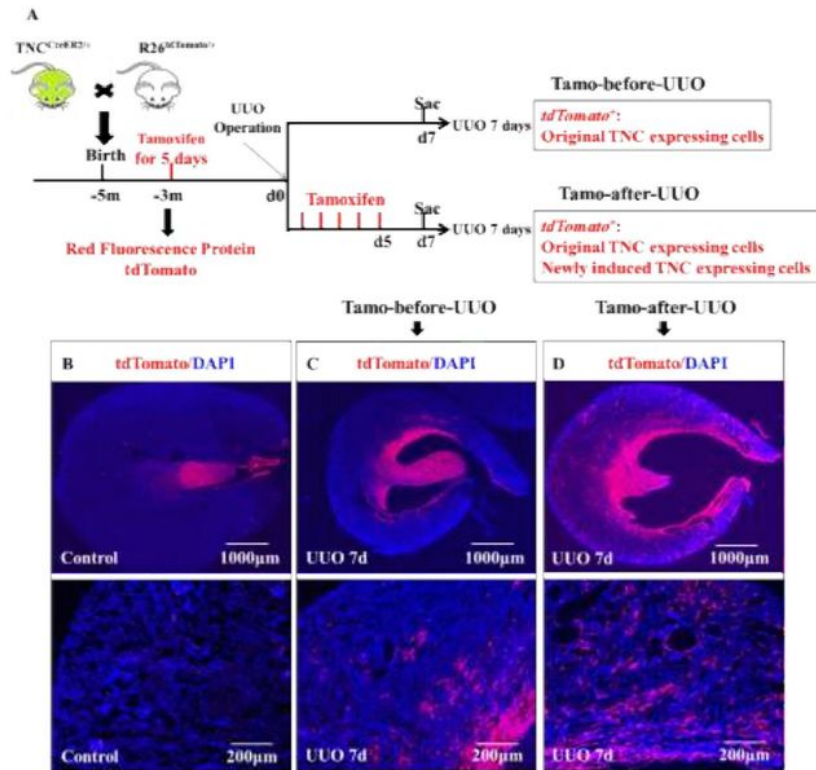 A
TNC^CreER2/+ R26^tdTomato/+
Birth
Tamoxifen
for 5 days
-5m
-3m
Red Fluorescence Protein
tdTomato
UUO
Operation
d0
Sac
d7
UUO 7 days
Tamoxifen
d5
Sac
d7
UUO 7 days
Tamo-before-UUO
tdTomato⁺:
Original TNC expressing cells
Tamo-after-UUO
tdTomato⁺:
Original TNC expressing cells
Newly induced TNC expressing cells
Tamo-before-UUO
Tamo-after-UUO
B tdTomato/DAPI
C tdTomato/DAPI
D tdTomato/DAPI
Control 1000μm
UUO 7d 1000μm
UUO 7d 1000μm
Control 200μm
UUO 7d 200μm
UUO 7d 200μm